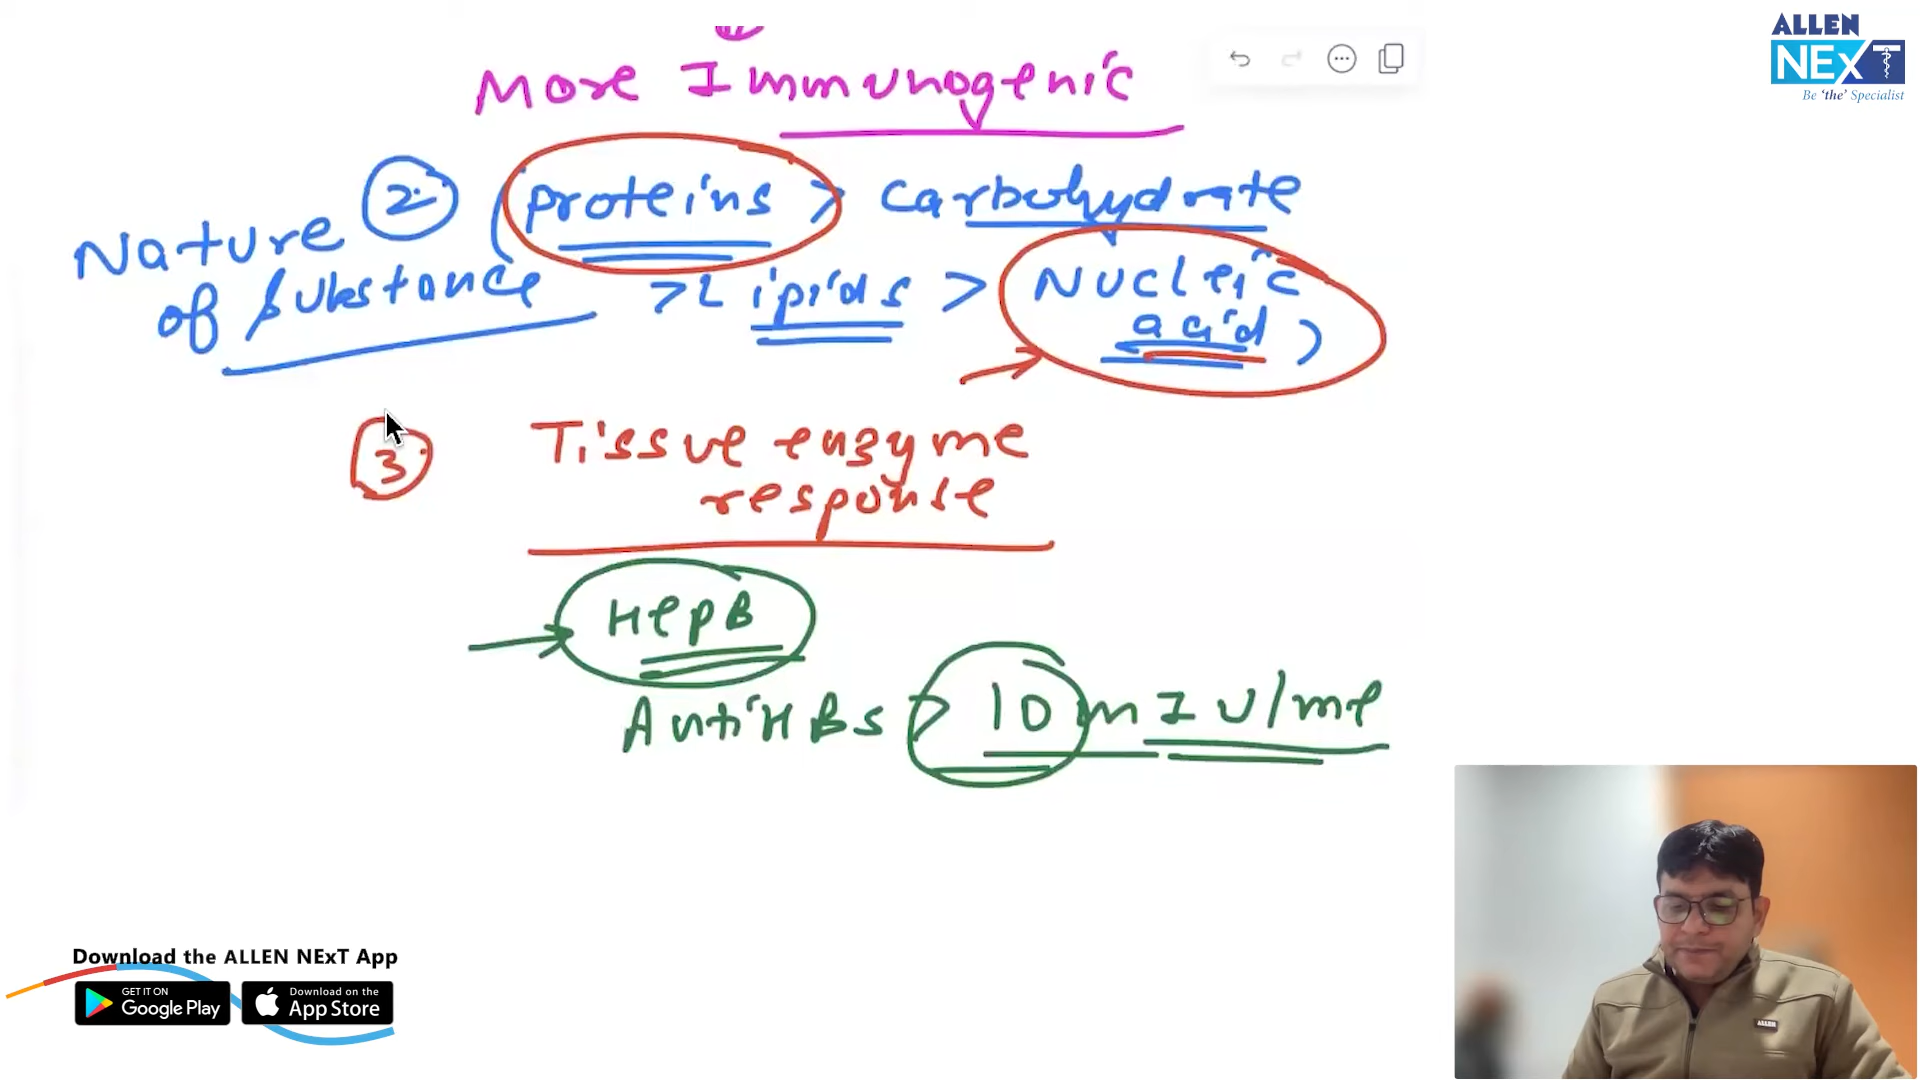 ALLEN
NExT
Be 'the' Specialist
More Immunogenic
2. (proteins > carbohydrate
Nature
of substance
> Lipids > Nucleic
acid)
3. Tissue enzyme
response
HepB
Anti HBs > 10 mIU/ml
ALLEN
Download the ALLEN NExT App
GET IT ON
Google Play
Download on the
App Store